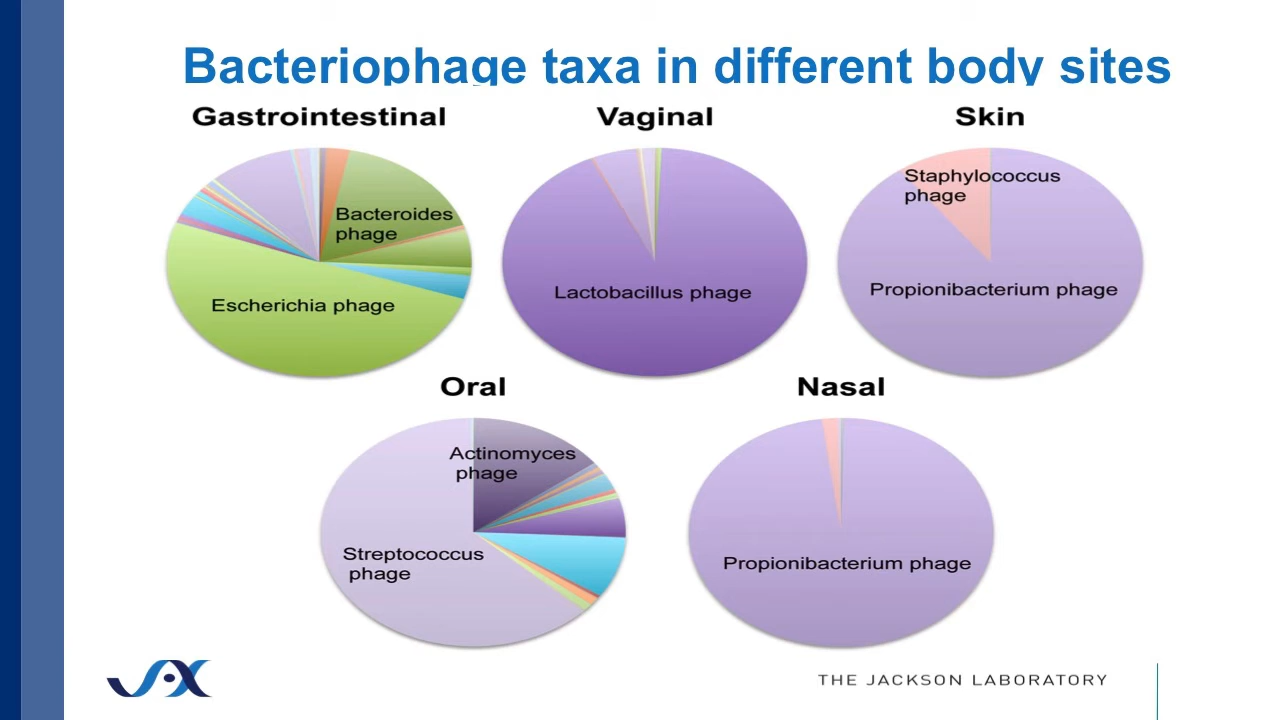 Bacteriophage taxa in different body sites
Gastrointestinal
Vaginal
Skin
Bacteroides
phage
Escherichia phage
Lactobacillus phage
Staphylococcus
phage
Propionibacterium phage
Oral
Nasal
Actinomyces
phage
Streptococcus
phage
Propionibacterium phage
JAX
THE JACKSON LABORATORY